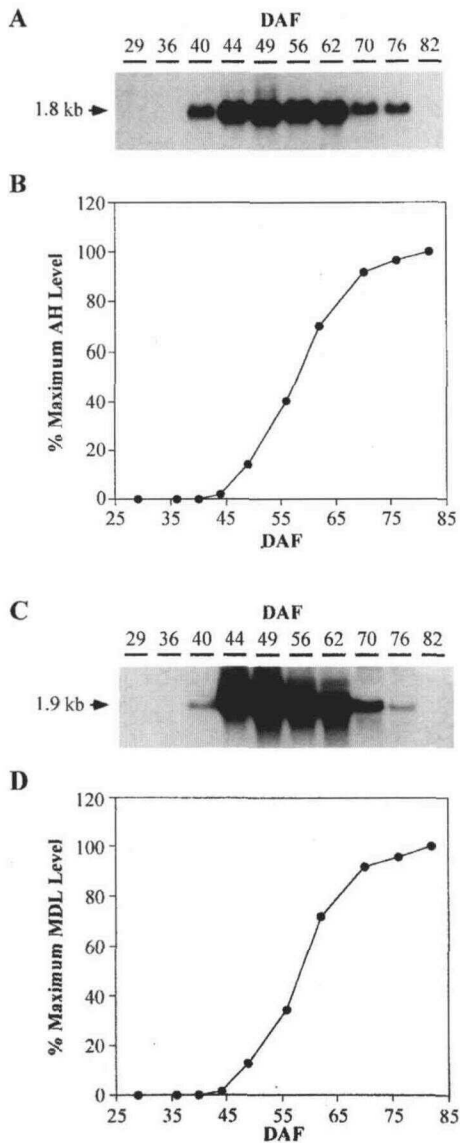 A
DAF
29 36 40 44 49 56 62 70 76 82
1.8 kb
B
120
100
80
60
40
20
0
% Maximum AH Level
25 35 45 55 65 75 85
DAF
C
DAF
29 36 40 44 49 56 62 70 76 82
1.9 kb
D
120
100
80
60
40
20
0
% Maximum MDL Level
25 35 45 55 65 75 85
DAF